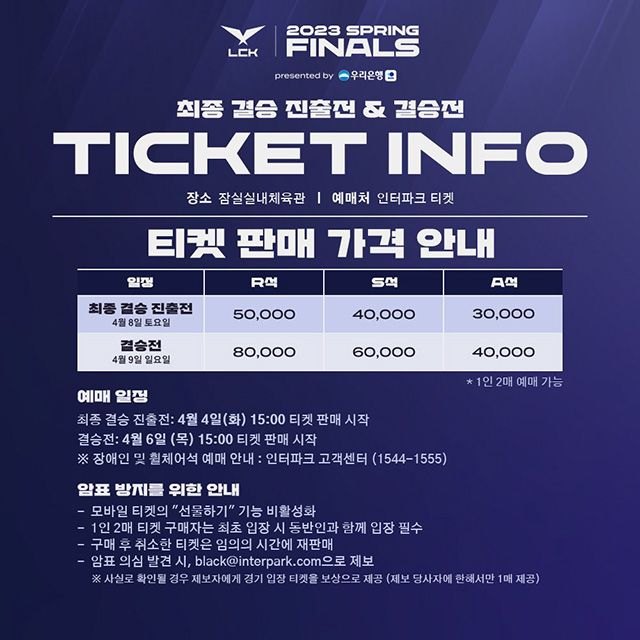 LCK
2023 SPRING
FINALS
presented by 우리은행
최종 결승 진출전 & 결승전
TICKET INFO
장소 잠실실내체육관 | 예매처 인터파크 티켓
티켓 판매 가격 안내
일정 R석 S석 A석
최종 결승 진출전 50,000 40,000 30,000
4월 8일 토요일
결승전 80,000 60,000 40,000
4월 9일 일요일
* 1인 2매 예매 가능
예매 일정
최종 결승 진출전: 4월 4일(화) 15:00 티켓 판매 시작
결승전: 4월 6일 (목) 15:00 티켓 판매 시작
※ 장애인 및 휠체어석 예매 안내 : 인터파크 고객센터 (1544-1555)
암표 방지를 위한 안내
- 모바일 티켓의 "선물하기" 기능 비활성화
- 1인 2매 티켓 구매자는 최초 입장 시 동반인과 함께 입장 필수
- 구매 후 취소한 티켓은 임의의 시간에 재판매
- 암표 의심 발견 시, black@interpark.com으로 제보
※ 사실로 확인될 경우 제보자에게 경기 입장 티켓을 보상으로 제공 (제보 당사자에 한해서만 1매 제공)